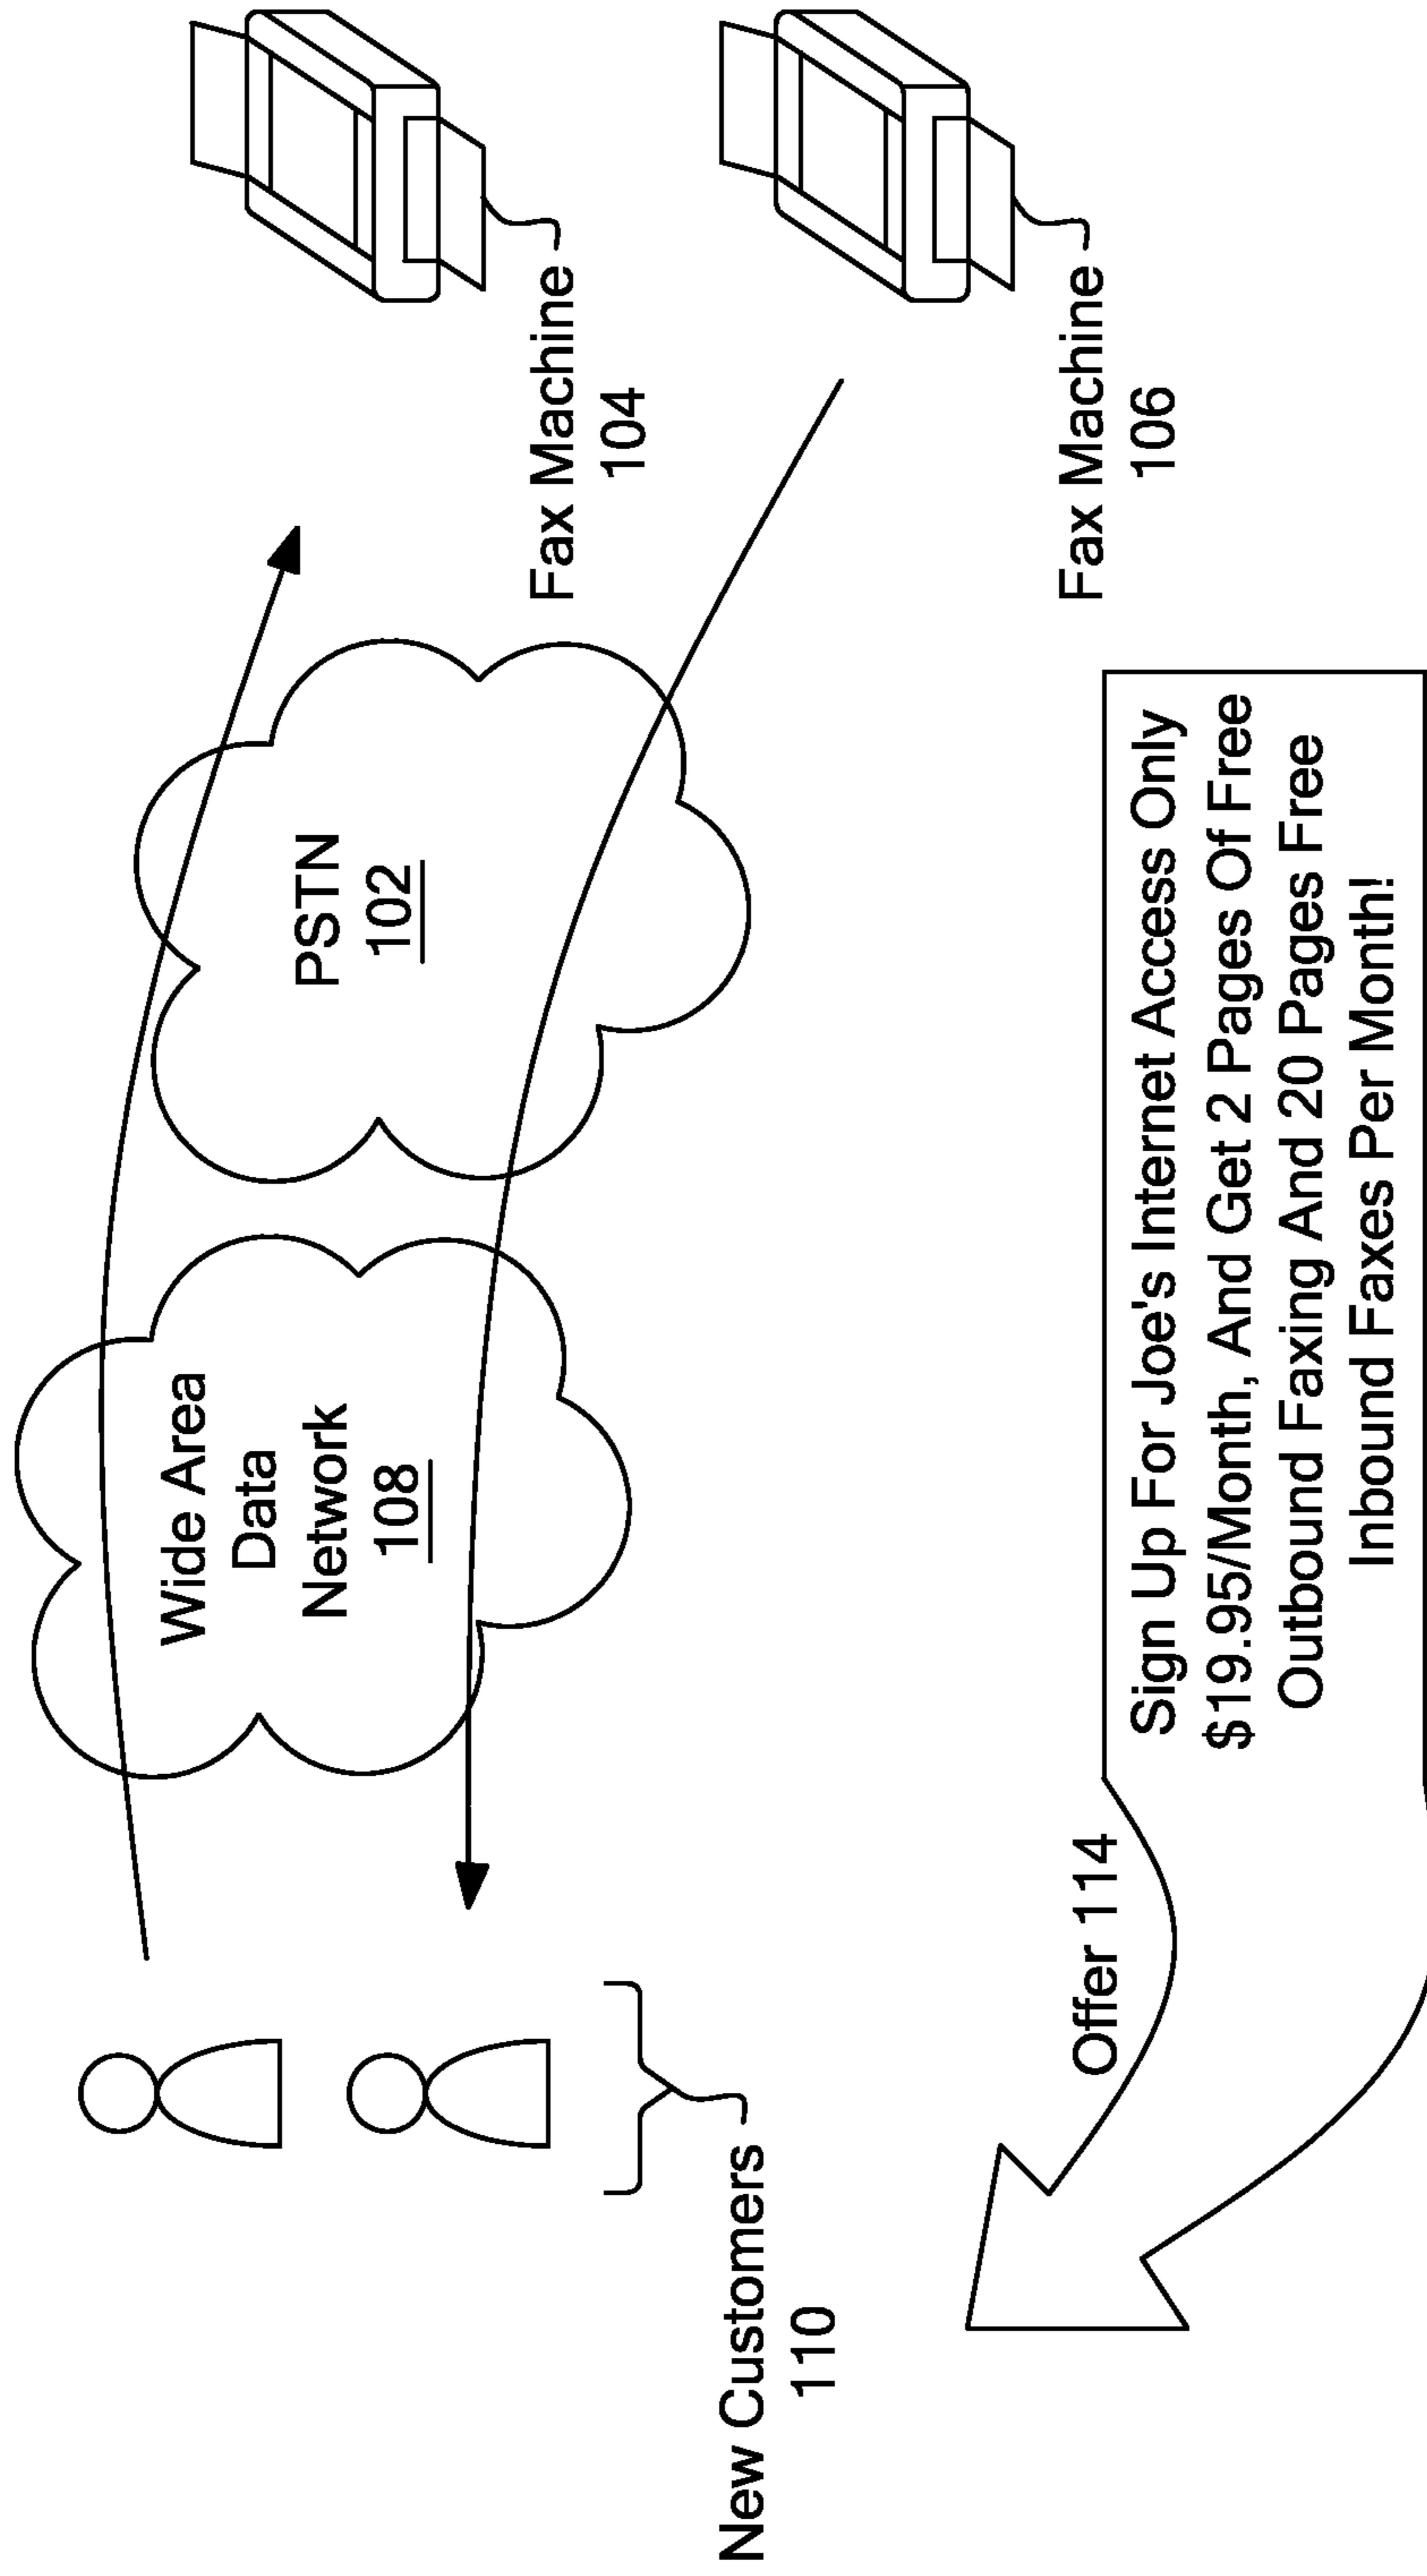 Wide Area
Data
Network
108
PSTN
102
Fax Machine
104
New Customers
110
Fax Machine
106
Offer 114
Sign Up For Joe's Internet Access Only
$19.95/Month, And Get 2 Pages Of Free
Outbound Faxing And 20 Pages Free
Inbound Faxes Per Month!